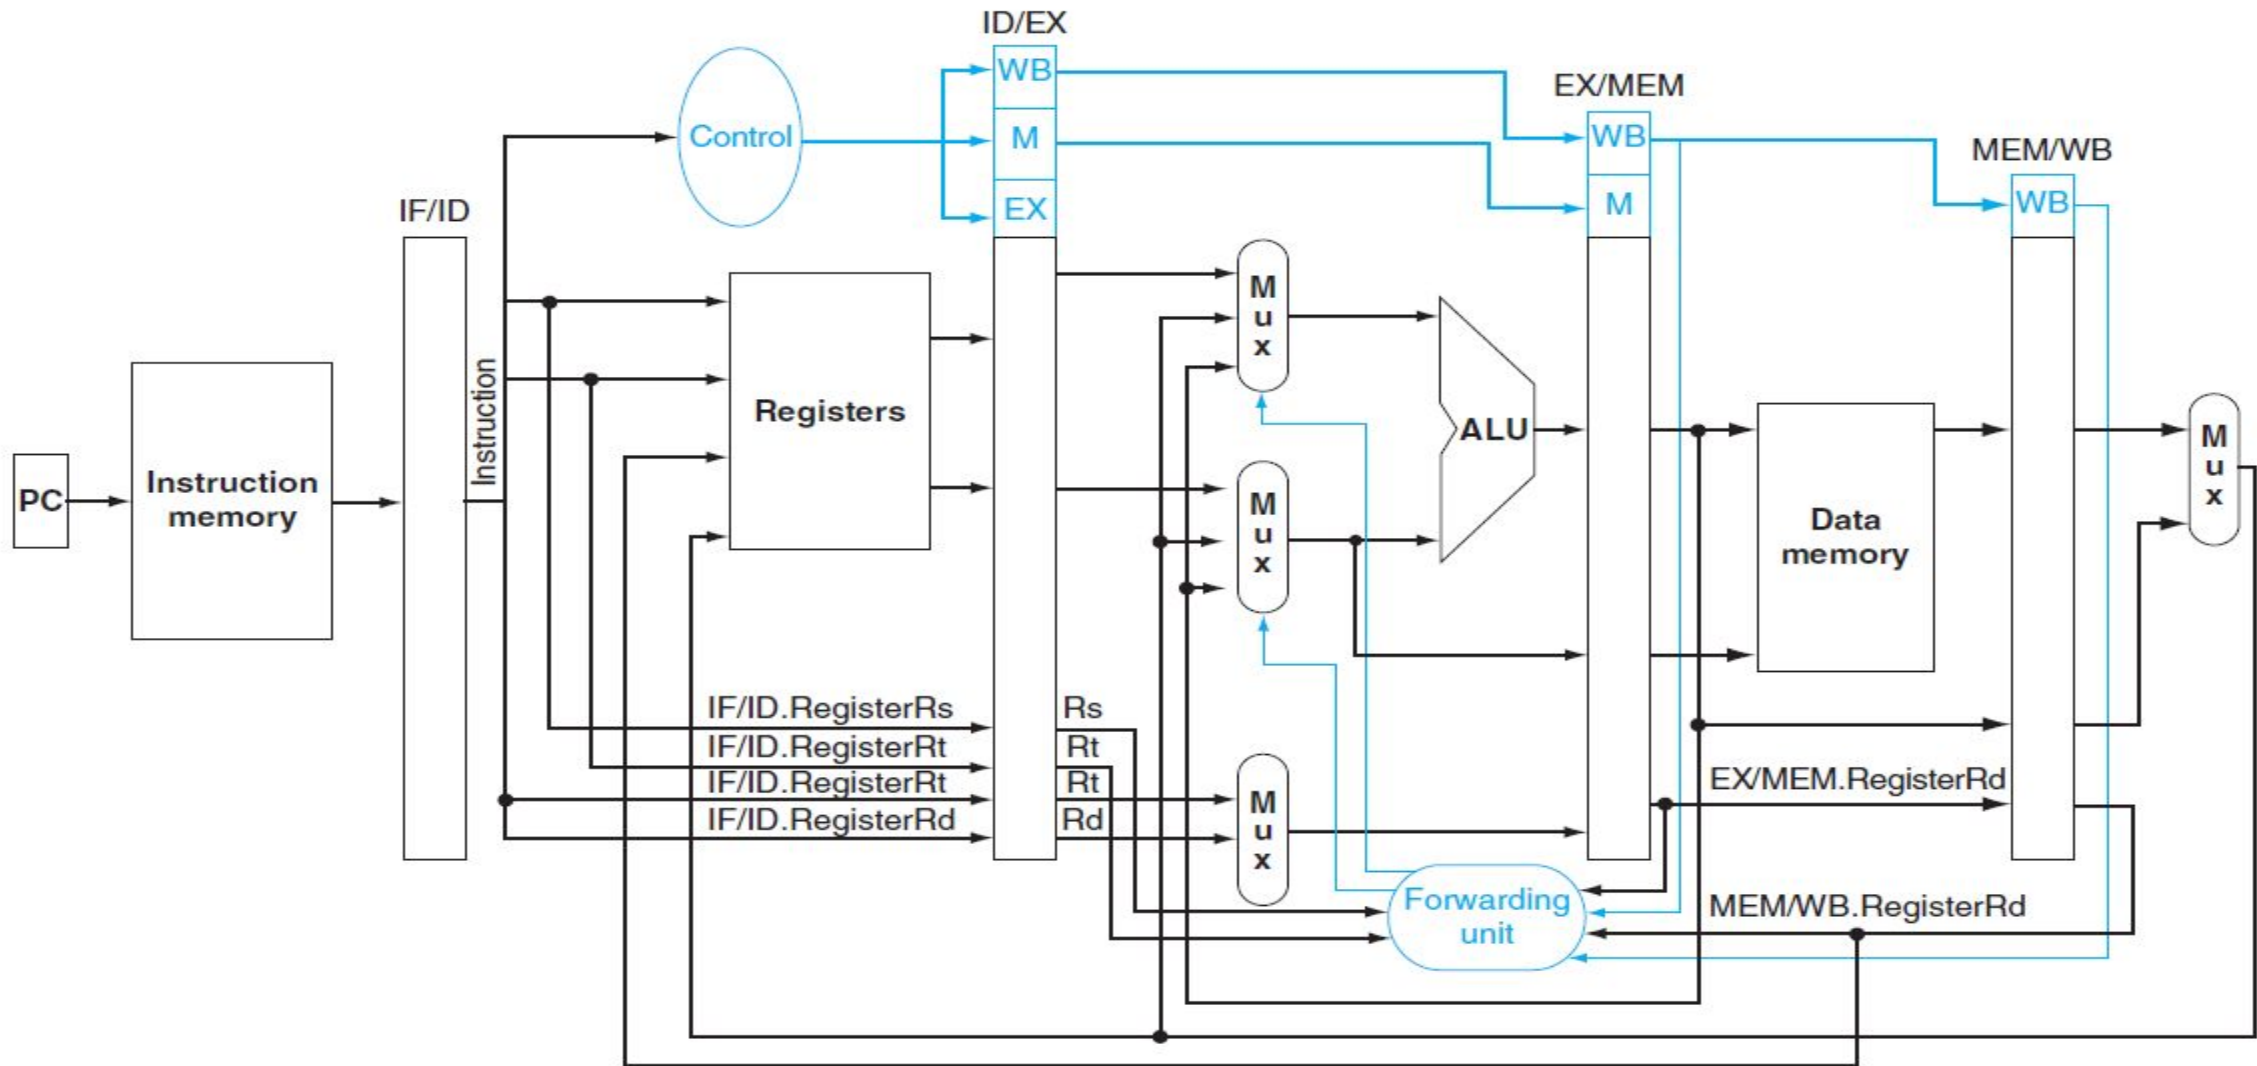 ID/EX
WB
EX/MEM
Control
M
WB
MEM/WB
IF/ID
EX
M
WB
M
u
x
Instruction
Registers
ALU
M
u
x
PC
Instruction
memory
M
u
x
Data
memory
IF/ID.RegisterRs
Rs
IF/ID.RegisterRt
Rt
IF/ID.RegisterRt
Rt
EX/MEM.RegisterRd
IF/ID.RegisterRd
Rd
M
u
x
Forwarding
unit
MEM/WB.RegisterRd